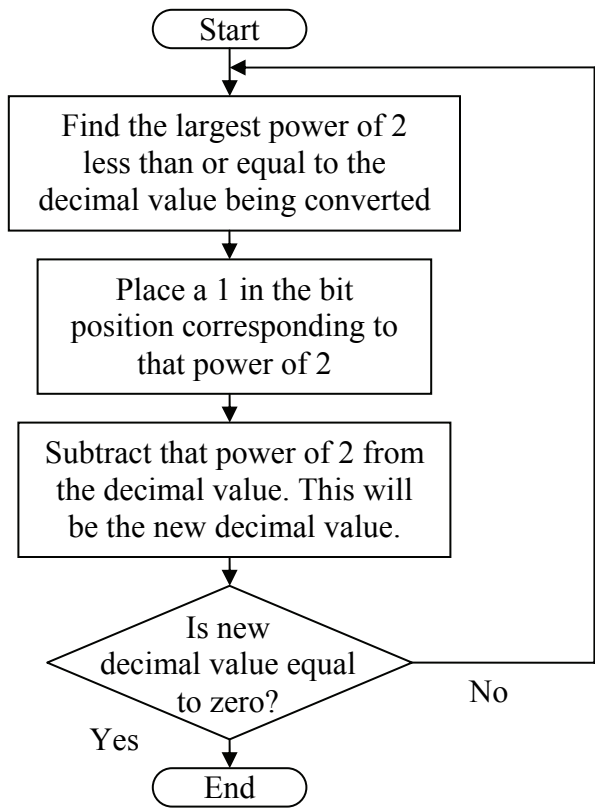 Start
Find the largest power of 2
less than or equal to the
decimal value being converted
Place a 1 in the bit
position corresponding to
that power of 2
Subtract that power of 2 from
the decimal value. This will
be the new decimal value.
Is new
decimal value equal
to zero?
No
Yes
End